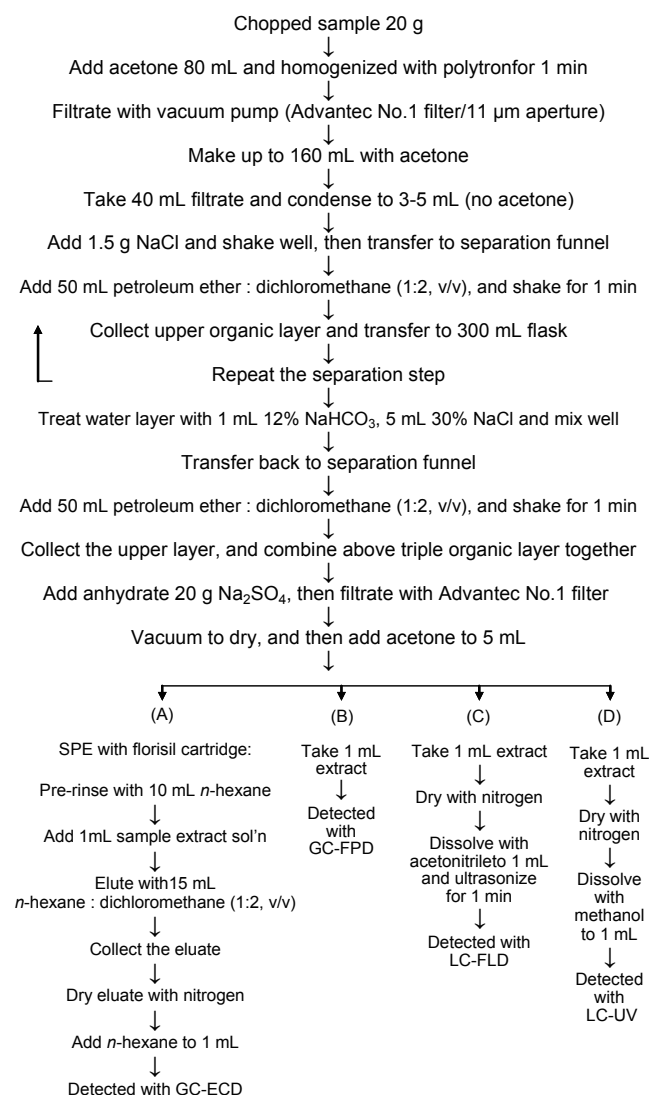 Chopped sample 20 g
↓
Add acetone 80 mL and homogenized with polytronfor 1 min
↓
Filtrate with vacuum pump (Advantec No.1 filter/11 μm aperture)
↓
Make up to 160 mL with acetone
↓
Take 40 mL filtrate and condense to 3-5 mL (no acetone)
↓
Add 1.5 g NaCl and shake well, then transfer to separation funnel
↓
Add 50 mL petroleum ether : dichloromethane (1:2, v/v), and shake for 1 min
↓
Collect upper organic layer and transfer to 300 mL flask
↓
Repeat the separation step
↓
Treat water layer with 1 mL 12% NaHCO₃, 5 mL 30% NaCl and mix well
↓
Transfer back to separation funnel
↓
Add 50 mL petroleum ether : dichloromethane (1:2, v/v), and shake for 1 min
↓
Collect the upper layer, and combine above triple organic layer together
↓
Add anhydrate 20 g Na₂SO₄, then filtrate with Advantec No.1 filter
↓
Vacuum to dry, and then add acetone to 5 mL
↓
(A)
SPE with florisil cartridge:
Pre-rinse with 10 mL n-hexane
↓
Add 1mL sample extract sol'n
↓
Elute with15 mL
n-hexane : dichloromethane (1:2, v/v)
↓
Collect the eluate
↓
Dry eluate with nitrogen
↓
Add n-hexane to 1 mL
↓
Detected with GC-ECD
(B)
Take 1 mL
extract
↓
Detected
with
GC-FPD
(C)
Take 1 mL extract
↓
Dry with nitrogen
↓
Dissolve with
acetonitrileto 1 mL
and ultrasonize
for 1 min
↓
Detected with
LC-FLD
(D)
Take 1 mL
extract
↓
Dry with
nitrogen
↓
Dissolve
with
methanol
to 1 mL
↓
Detected
with
LC-UV